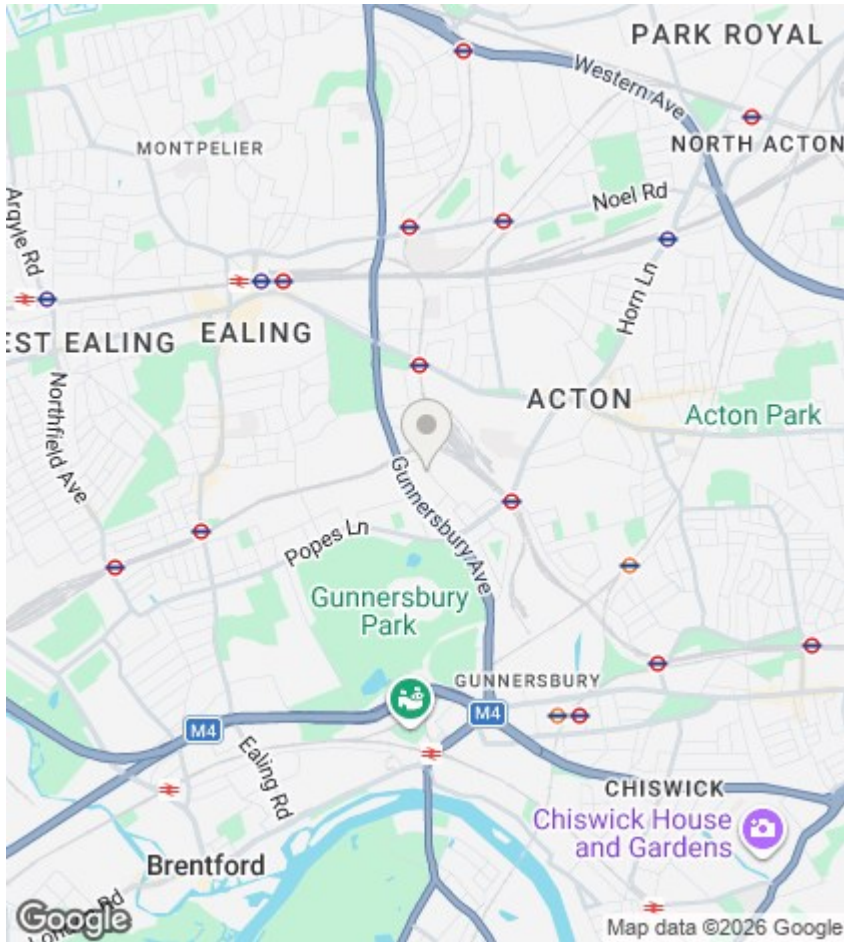 PARK ROYAL
Western Ave
NORTH ACTON
MONTPELIER
Argyle Rd
Noel Rd
Horn Ln
EST EALING
EALING
ACTON
Acton Park
Northfield Ave
Gunnersbury Ave
Popes Ln
Gunnersbury
Park
GUNNERSBURY
M4
M4
Ealing Rd
CHISWICK
Chiswick House
and Gardens
Brentford
London Rd
Google
Map data ©2026 Google